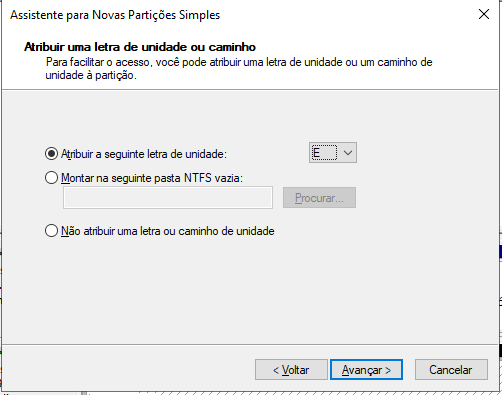 Assistente para Novas Partições Simples
Atribuir uma letra de unidade ou caminho
Para facilitar o acesso, você pode atribuir uma letra de unidade ou um caminho de
unidade à partição.
Atribuir a seguinte letra de unidade:
E
Montar na seguinte pasta NTFS vazia:
Procurar...
Não atribuir uma letra ou caminho de unidade
< Voltar
Avançar >
Cancelar